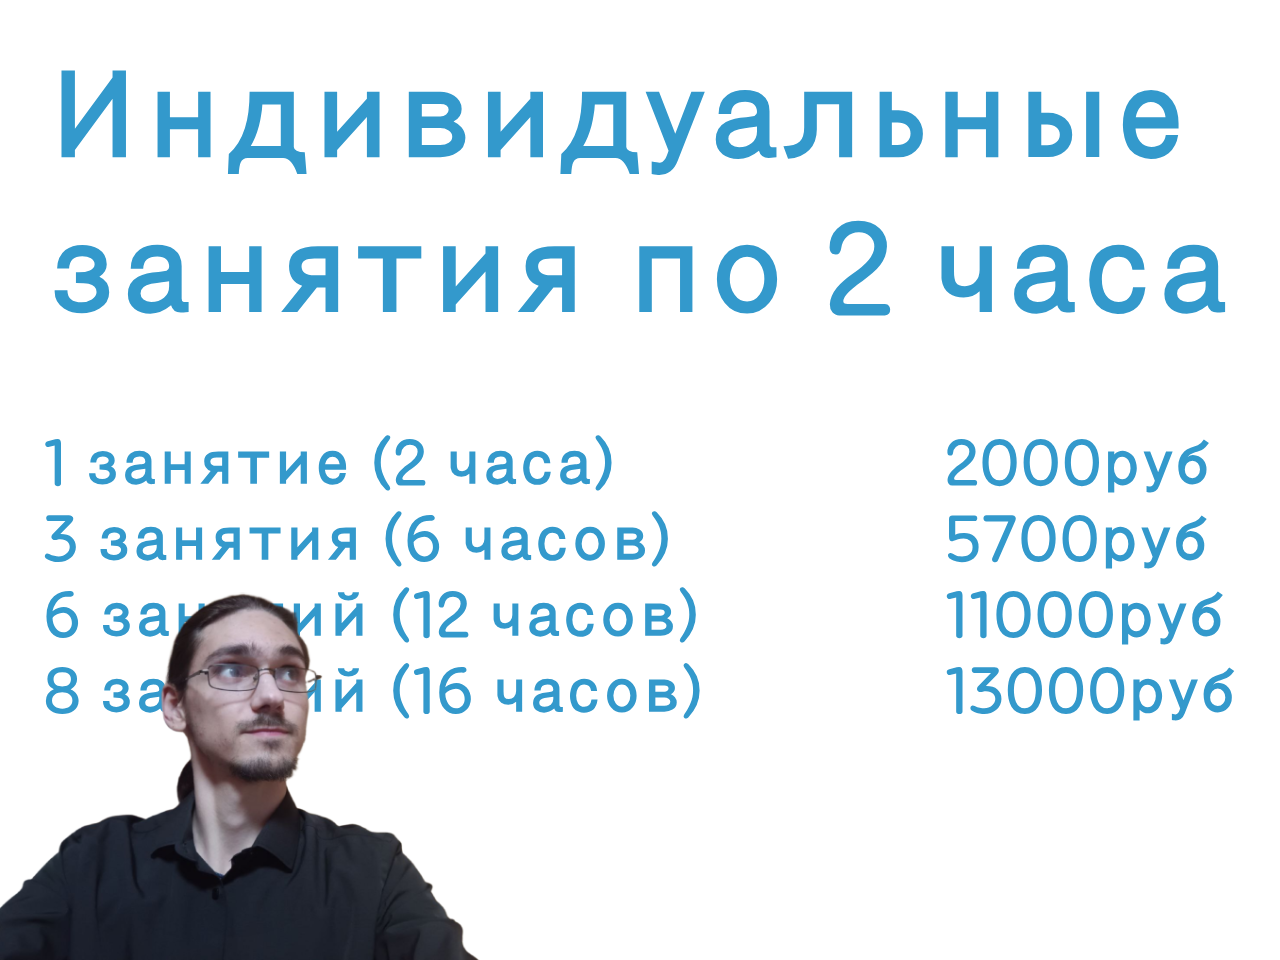 Индивидуальные
занятия по 2 часа
1 занятие (2 часа) 2000руб
3 занятия (6 часов) 5700руб
6 (12 часов) 11000руб
8 (16 часов) 13000руб